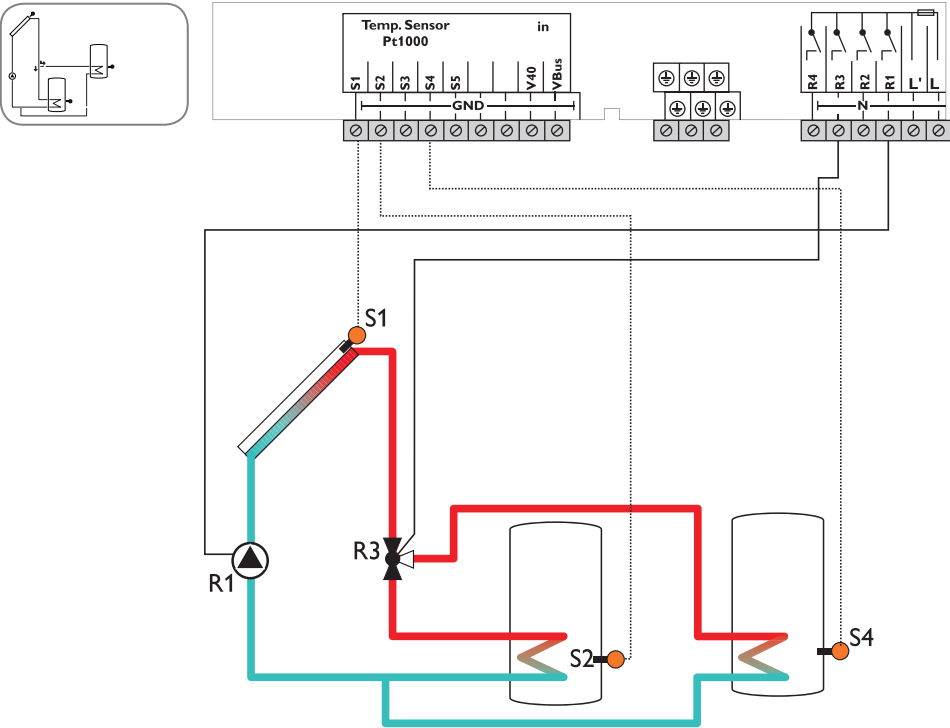 Temp. Sensor in
Pt1000
S1 S2 S3 S4 S5 V40 VBus
GND
R4 R3 R2 R1 L' L
N
S1
R3
R1
S2
S4